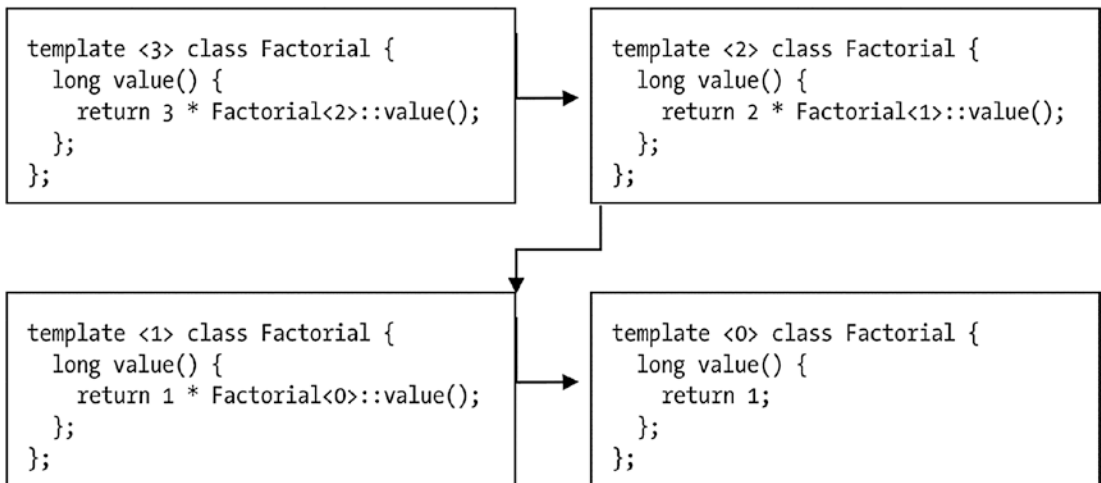 template <3> class Factorial {
  long value() {
    return 3 * Factorial<2>::value();
  };
};
template <2> class Factorial {
  long value() {
    return 2 * Factorial<1>::value();
  };
};
template <1> class Factorial {
  long value() {
    return 1 * Factorial<0>::value();
  };
};
template <0> class Factorial {
  long value() {
    return 1;
  };
};